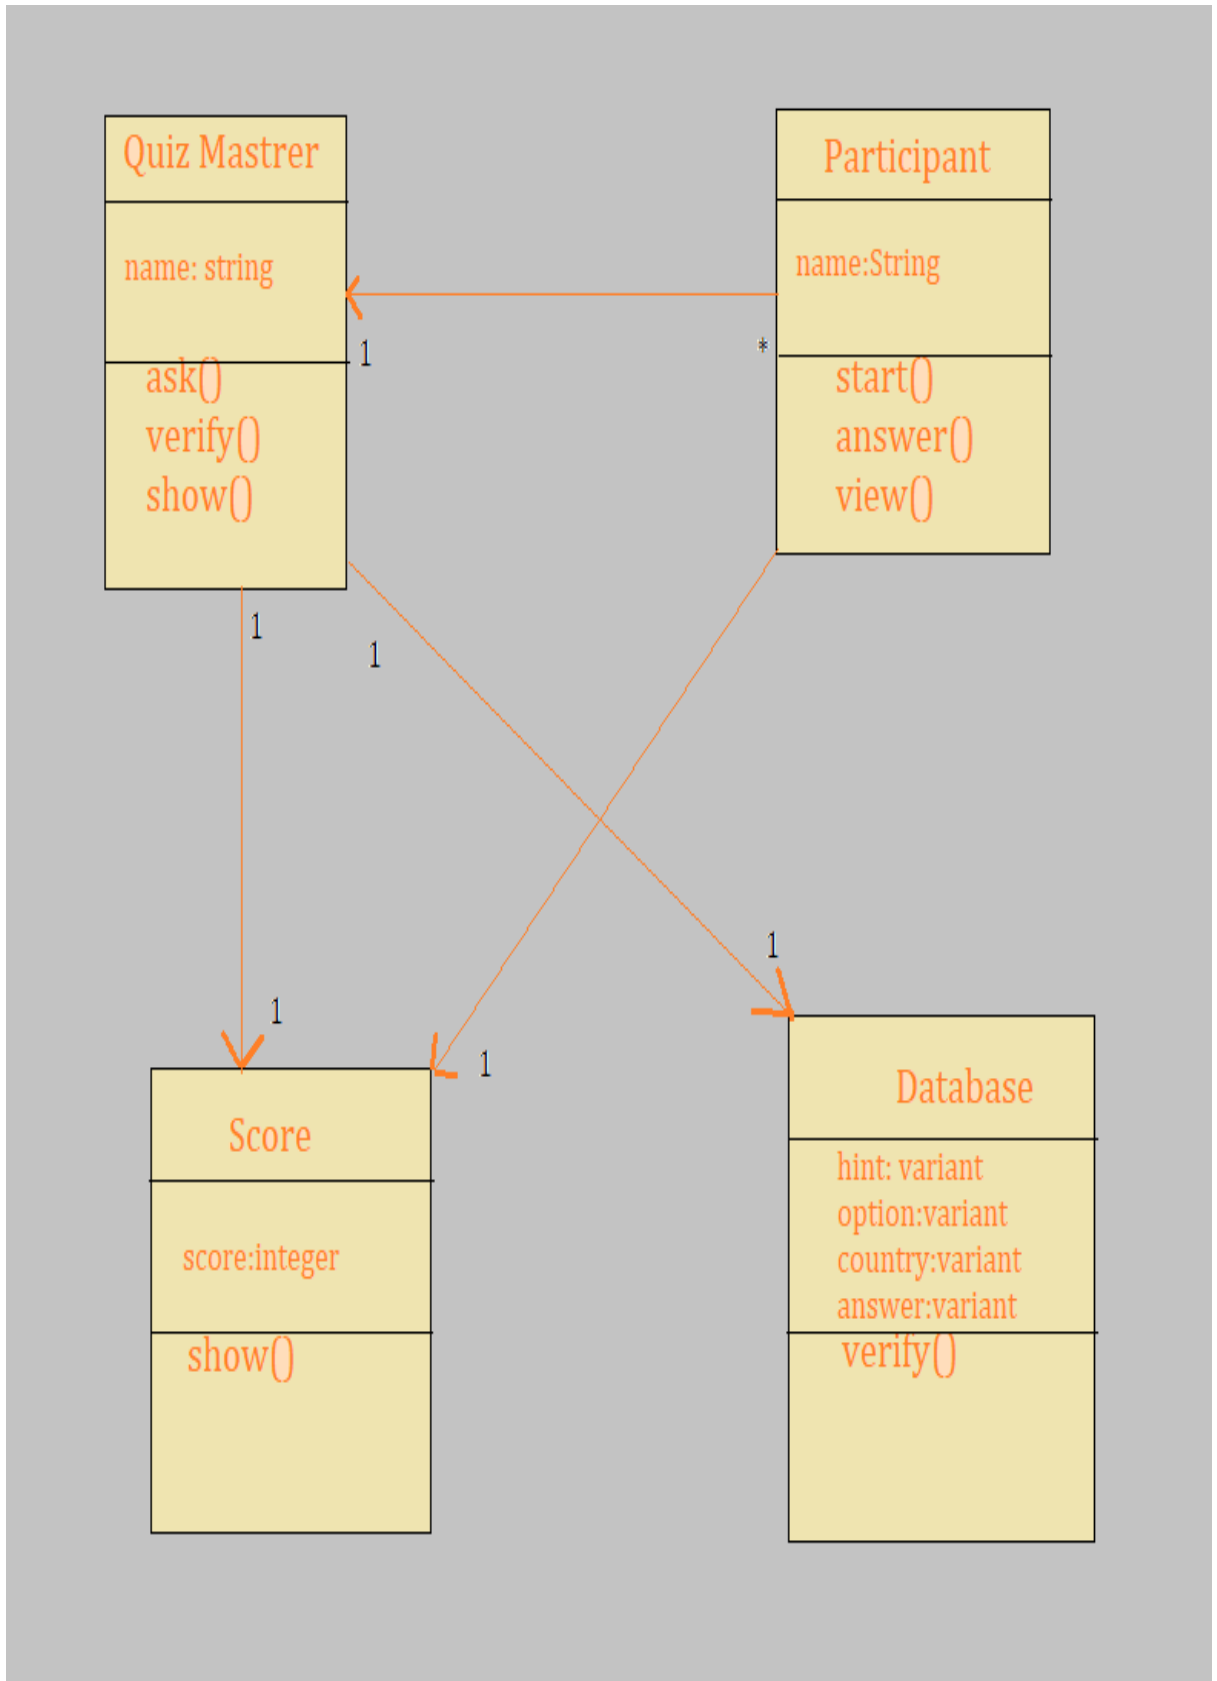 Quiz Mastrer
name: string
ask()
verify()
show()
Participant
name:String
start()
answer()
view()
1
*
1
1
1
1
1
Score
score:integer
show()
Database
hint: variant
option:variant
country:variant
answer:variant
verify()